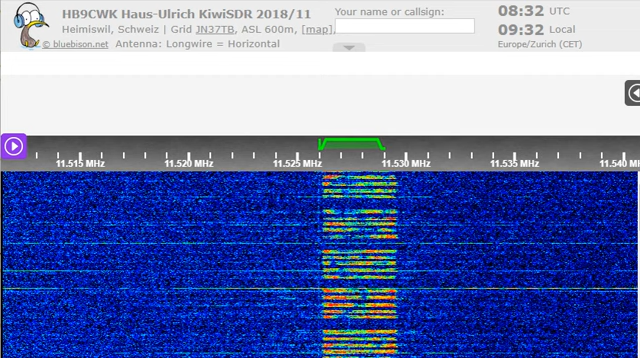 HB9CWK Haus-Ulrich KiwiSDR 2018/11
Heimiswil, Schweiz | Grid JN37TB, ASL 600m, [map]
© bluebison.net Antenna: Longwire = Horizontal
Your name or callsign:
08:32 UTC
09:32 Local
Europe/Zurich (CET)
11.515 MHz 11.520 MHz 11.525 MHz 11.530 MHz 11.535 MHz 11.540 MHz